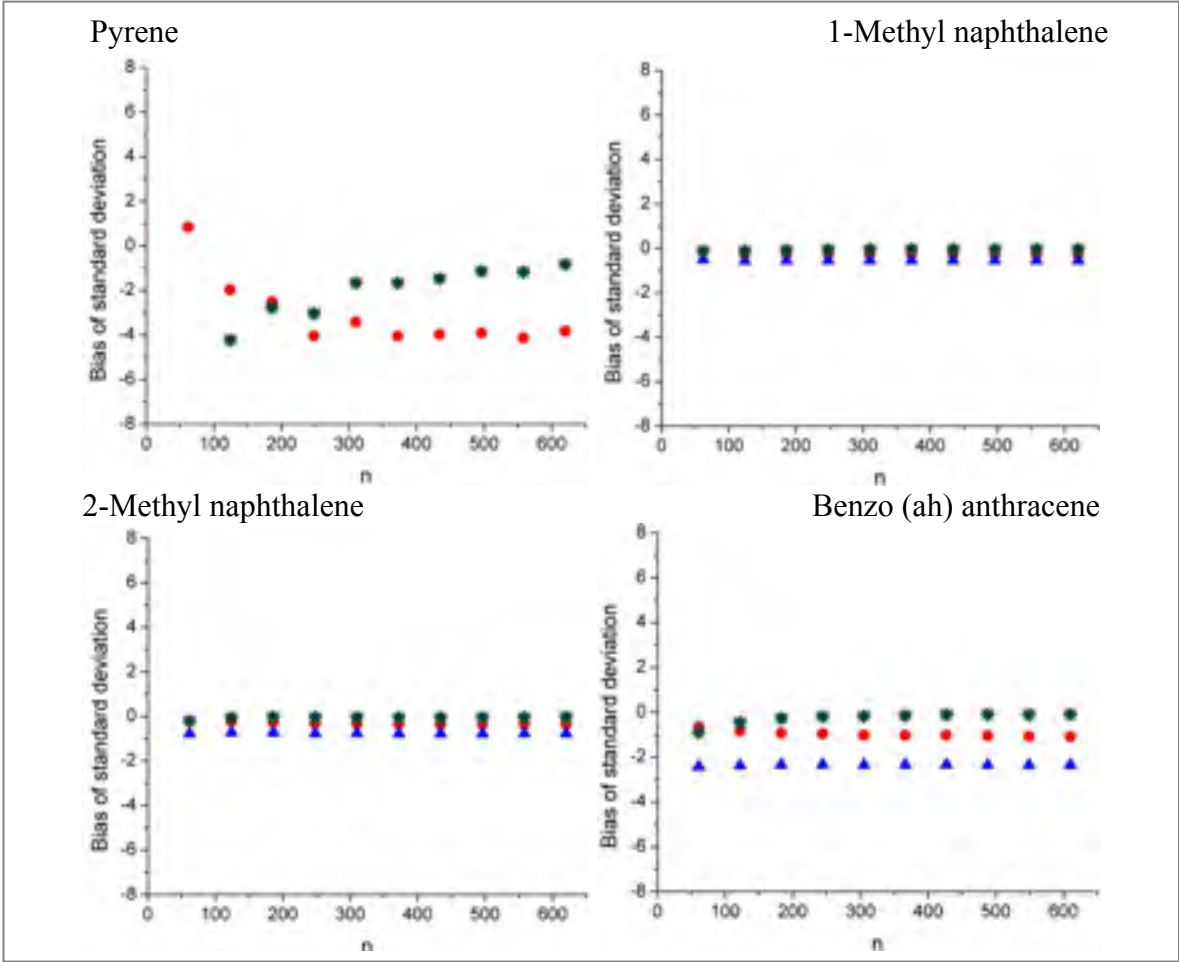 Pyrene
1-Methyl naphthalene
8
6
4
2
0
-2
-4
-6
-8
Bias of standard deviation
0 100 200 300 400 500 600
n
8
6
4
2
0
-2
-4
-6
-8
Bias of standard deviation
0 100 200 300 400 500 600
n
2-Methyl naphthalene
Benzo (ah) anthracene
8
6
4
2
0
-2
-4
-6
-8
Bias of standard deviation
0 100 200 300 400 500 600
n
8
6
4
2
0
-2
-4
-6
-8
Bias of standard deviation
0 100 200 300 400 500 600
n